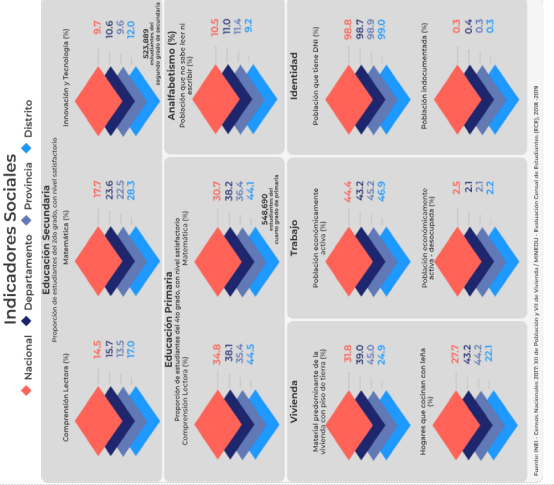 Indicadores Sociales
Nacional Departamento Provincia Distrito
Educación Secundaria
Proporción de estudiantes del 2do grado, con nivel satisfactorio
Comprensión Lectora (%)
14.5
15.7
13.5
17.0
Matemática (%)
17.7
23.6
22.5
28.3
Innovación y Tecnología (%)
9.7
10.6
9.6
12.0
523,889
estudiantes del
segundo grado de secundaria
Educación Primaria
Proporción de estudiantes del 4to grado, con nivel satisfactorio
Comprensión Lectora (%)
34.8
38.1
35.4
44.5
Matemática (%)
30.7
38.2
36.4
44.1
548,690
estudiantes del
cuarto grado de primaria
Analfabetismo (%)
Población que no sabe leer ni
escribir (%)
10.5
11.0
11.4
9.2
Vivienda
Material predominante de la
vivienda con piso de tierra (%)
31.8
39.0
45.0
24.9
Hogares que cocinan con leña
(%)
27.7
43.2
44.2
22.1
Trabajo
Población económicamente
activa (%)
44.4
43.2
45.2
46.9
Población económicamente
activa - desocupada (%)
2.5
2.1
2.1
2.2
Identidad
Población que tiene DNI (%)
98.8
98.7
98.9
99.0
Población indocumentada (%)
0.3
0.4
0.3
0.3
Fuente: INEI - Censos Nacionales 2017: XII de Población y VII de Vivienda / MINEDU - Evaluación Censal de Estudiantes (ECE), 2018 - 2019